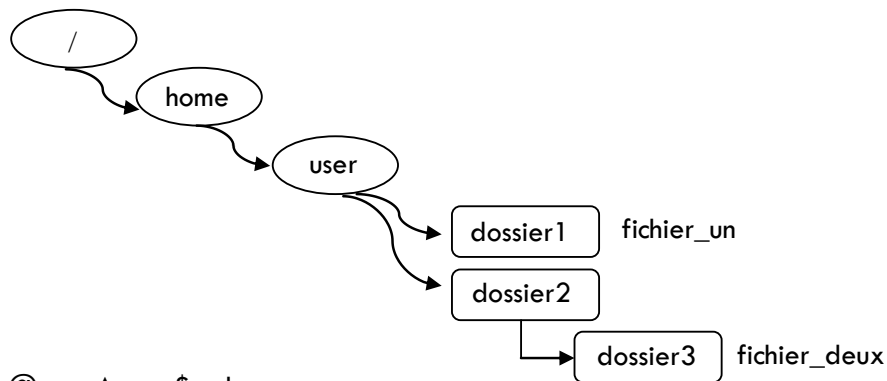 /
home
user
dossier1 fichier_un
dossier2
dossier3 fichier_deux